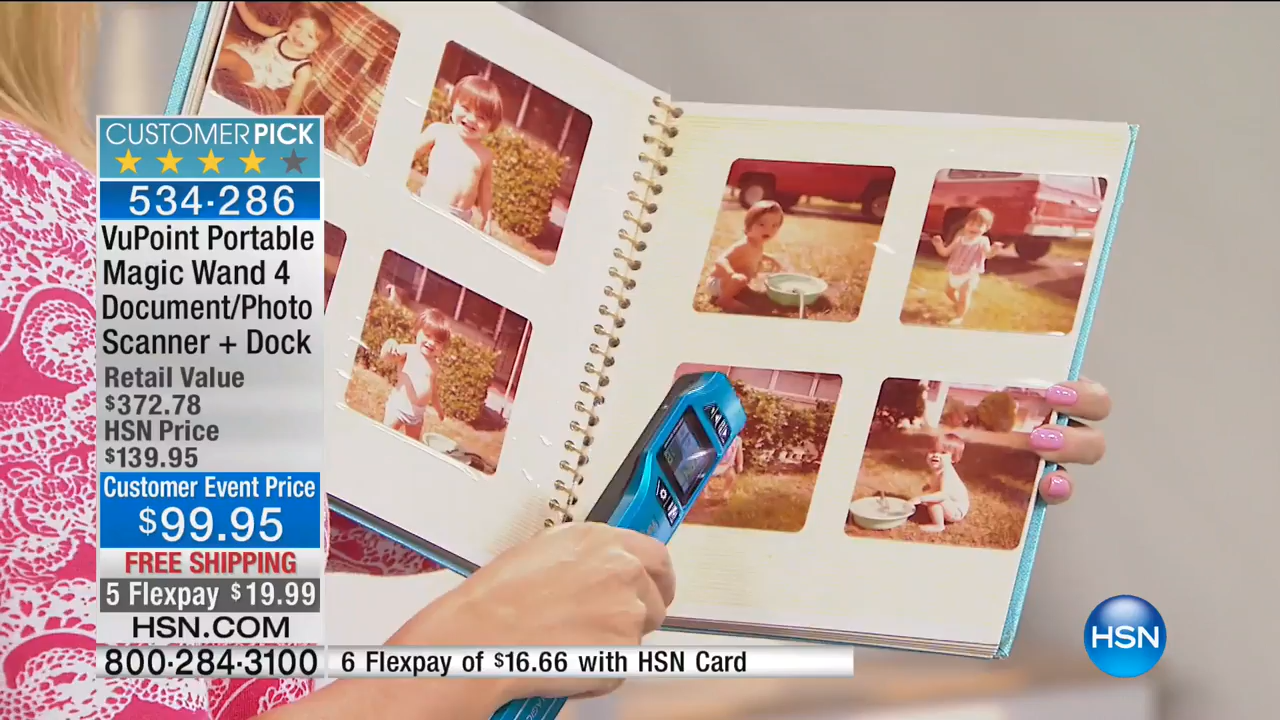 CUSTOMER PICK
534·286
VuPoint Portable
Magic Wand 4
Document/Photo
Scanner + Dock
Retail Value
$372.78
HSN Price
$139.95
Customer Event Price
$99.95
FREE SHIPPING
5 Flexpay $19.99
HSN.COM
800·284·3100
6 Flexpay of $16.66 with HSN Card
HSN